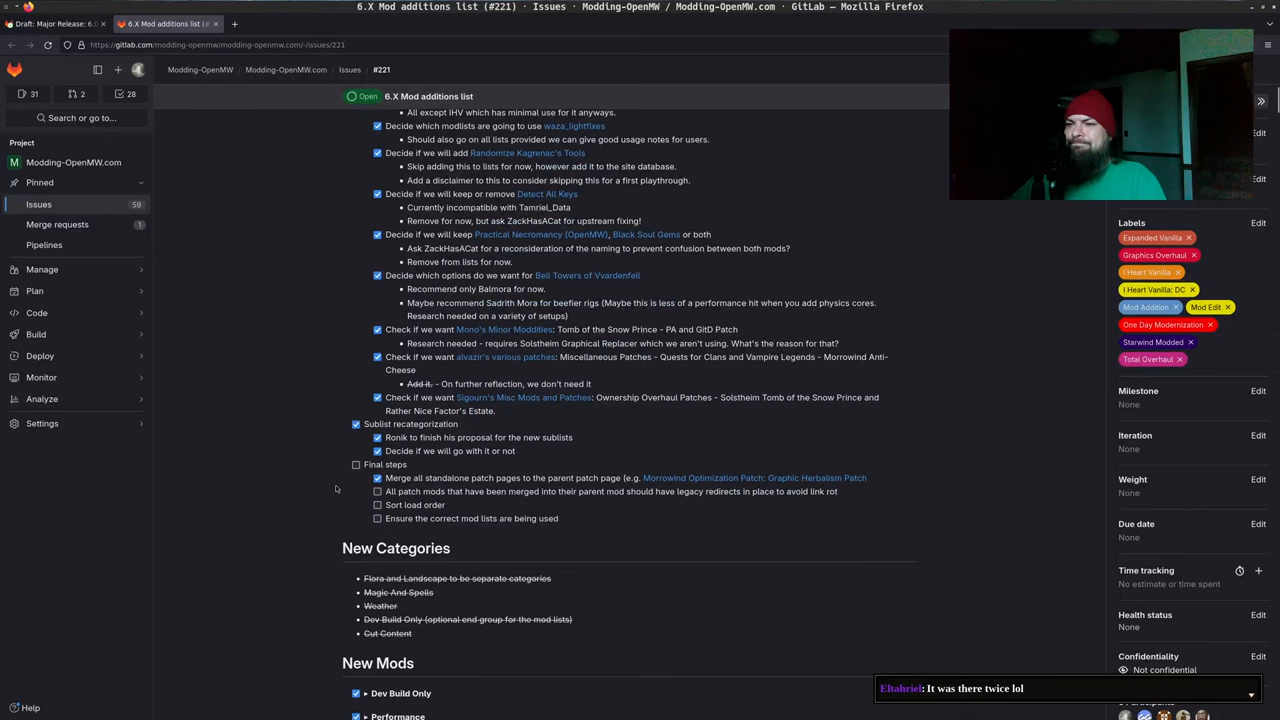 6.X Mod additions list (#221) · Issues · Modding-OpenMW / Modding-OpenMW.com · GitLab — Mozilla Firefox
Draft: Major Release: 6.
6.X Mod additions list (#
https://gitlab.com/modding-openmw/modding-openmw.com/-/issues/221
Modding-OpenMW
Modding-OpenMW.com
Issues
#221
31
2
28
Search or go to...
Project
M Modding-OpenMW.com
Pinned
Issues 59
Merge requests 1
Pipelines
Manage
Plan
Code
Build
Deploy
Monitor
Analyze
Settings
Help
Open 6.X Mod additions list
All except IHV which has minimal use for it anyways.
Decide which modlists are going to use waza_lightfixes
Should also go on all lists provided we can give good usage notes for users.
Decide if we will add Randomize Kagrenac's Tools
Skip adding this to lists for now, however add it to the site database.
Add a disclaimer to this to consider skipping this for a first playthrough.
Decide if we will keep or remove Detect All Keys
Currently incompatible with Tamriel_Data
Remove for now, but ask ZackHasACat for upstream fixing!
Decide if we will keep Practical Necromancy (OpenMW), Black Soul Gems or both
Ask ZackHasACat for a reconsideration of the naming to prevent confusion between both mods?
Remove from lists for now.
Decide which options do we want for Bell Towers of Vvardenfell
Recommend only Balmora for now.
Maybe recommend Sadrith Mora for beefier rigs (Maybe this is less of a performance hit when you add physics cores.
Research needed on a variety of setups)
Check if we want Mono's Minor Moddities: Tomb of the Snow Prince - PA and GitD Patch
Research needed - requires Solstheim Graphical Replacer which we aren't using. What's the reason for that?
Check if we want alvazir's various patches: Miscellaneous Patches - Quests for Clans and Vampire Legends - Morrowind Anti-
Cheese
Add it. - On further reflection, we don't need it
Check if we want Sigourn's Misc Mods and Patches: Ownership Overhaul Patches - Solstheim Tomb of the Snow Prince and
Rather Nice Factor's Estate.
Sublist recategorization
Ronik to finish his proposal for the new sublists
Decide if we will go with it or not
Final steps
Merge all standalone patch pages to the parent patch page (e.g. Morrowind Optimization Patch: Graphic Herbalism Patch
All patch mods that have been merged into their parent mod should have legacy redirects in place to avoid link rot
Sort load order
Ensure the correct mod lists are being used
New Categories
Flora and Landscape to be separate categories
Magic And Spells
Weather
Dev Build Only (optional end group for the mod lists)
Cut Content
New Mods
Dev Build Only
Performance
Labels Edit
Expanded Vanilla
Graphics Overhaul
I Heart Vanilla
I Heart Vanilla: DC
Mod Addition
Mod Edit
One Day Modernization
Starwind Modded
Total Overhaul
Milestone Edit
None
Iteration Edit
None
Weight Edit
None
Due date Edit
None
Time tracking
No estimate or time spent
Health status Edit
None
Confidentiality Edit
Not confidential
Eltahriel: It was there twice lol